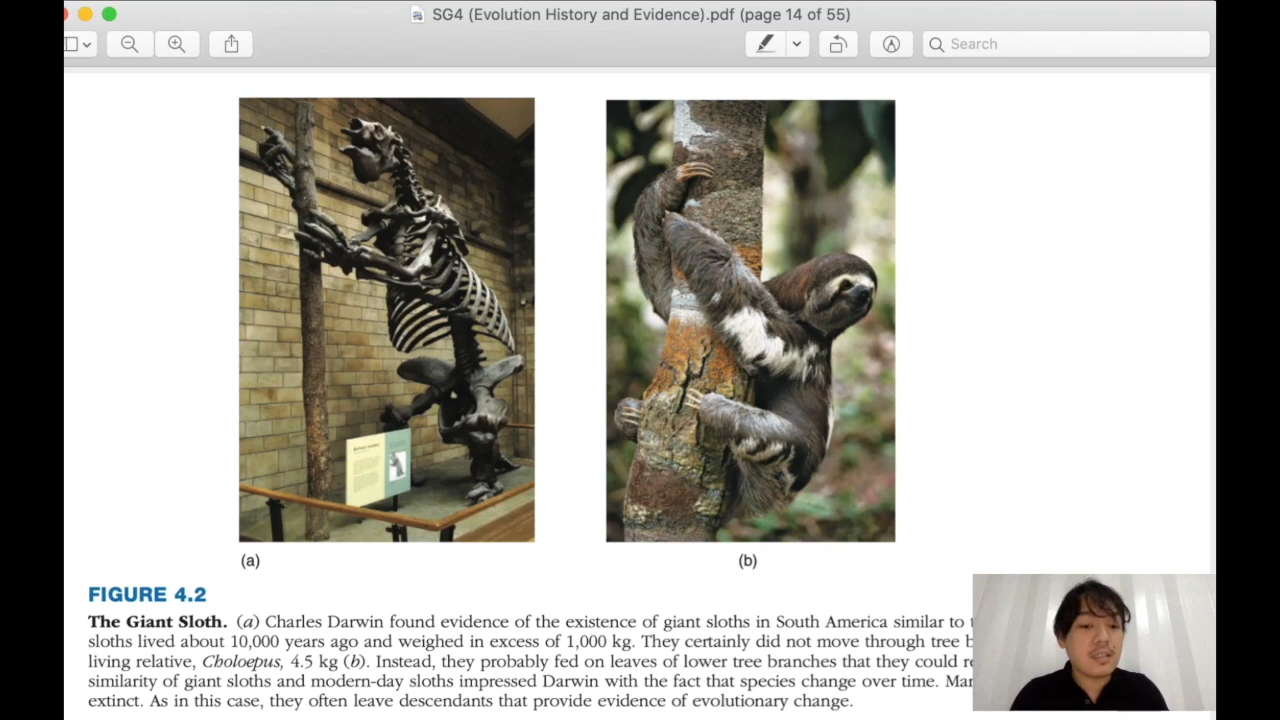 SG4 (Evolution History and Evidence).pdf (page 14 of 55)
Search
(a)
(b)
FIGURE 4.2
The Giant Sloth. (a) Charles Darwin found evidence of the existence of giant sloths in South America similar to
sloths lived about 10,000 years ago and weighed in excess of 1,000 kg. They certainly did not move through tree
living relative, Choloepus, 4.5 kg (b). Instead, they probably fed on leaves of lower tree branches that they could
similarity of giant sloths and modern-day sloths impressed Darwin with the fact that species change over time.
extinct. As in this case, they often leave descendants that provide evidence of evolutionary change.